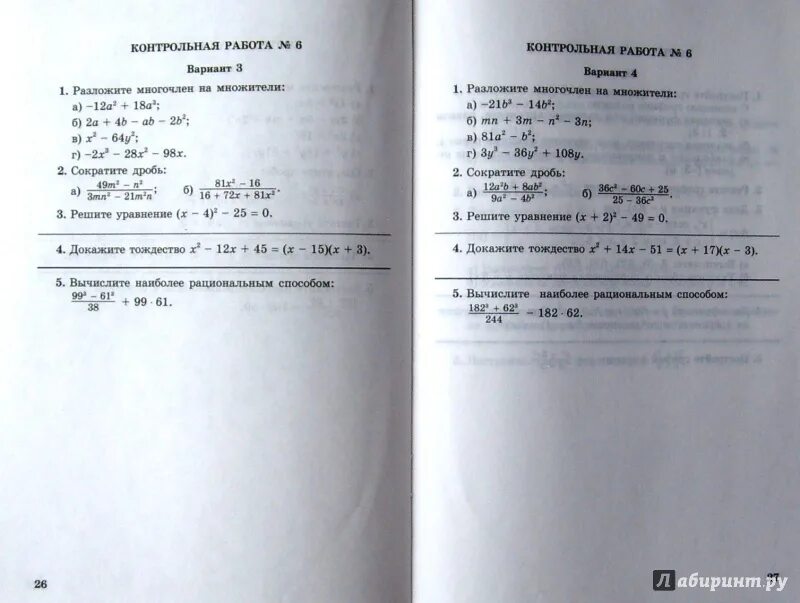 КОНТРОЛЬНАЯ РАБОТА № 6
Вариант 3
1. Разложите многочлен на множители:
а) −12a² + 18a³;
б) 2a + 4b − ab − 2b²;
в) x² − 64y²;
г) −2x³ − 28x² − 98x.
2. Сократите дробь:
а) (49m² − n²)/(3mn² − 21m²n); б) (81x² − 16)/(16 + 72x + 81x²).
3. Решите уравнение (x − 4)² − 25 = 0.
4. Докажите тождество x² − 12x + 45 = (x − 15)(x + 3).
5. Вычислите наиболее рациональным способом:
(99³ − 61³)/38 + 99 · 61.
26
КОНТРОЛЬНАЯ РАБОТА № 6
Вариант 4
1. Разложите многочлен на множители:
а) −21b³ − 14b²;
б) mn + 3m − n² − 3n;
в) 81a² − b²;
г) 3y³ − 36y² + 108y.
2. Сократите дробь:
а) (12a²b + 8ab²)/(9a² − 4b²); б) (36c² − 60c + 25)/(25 − 36c²).
3. Решите уравнение (x + 2)² − 49 = 0.
4. Докажите тождество x² + 14x − 51 = (x + 17)(x − 3).
5. Вычислите наиболее рациональным способом:
(182³ + 62³)/244 − 182 · 62.
27
Лабиринт.ру